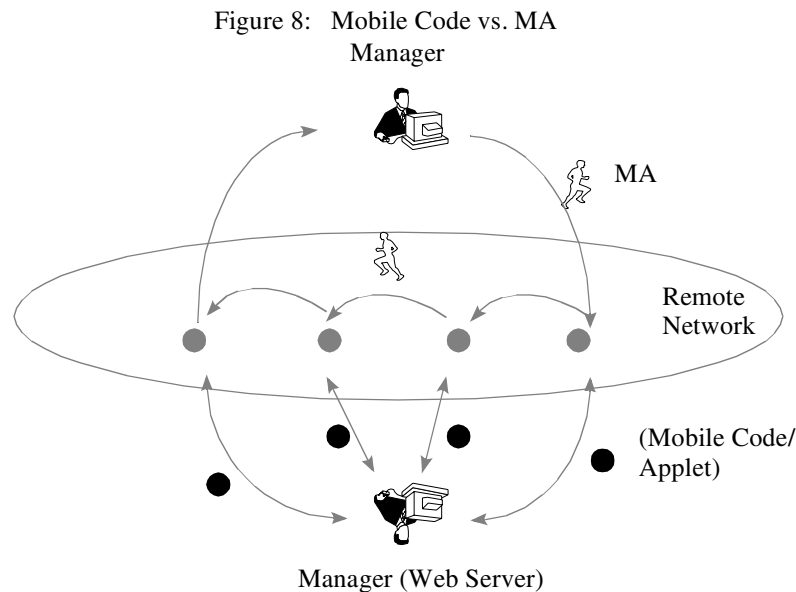 Figure 8: Mobile Code vs. MA
Manager
MA
Remote
Network
(Mobile Code/
Applet)
Manager (Web Server)